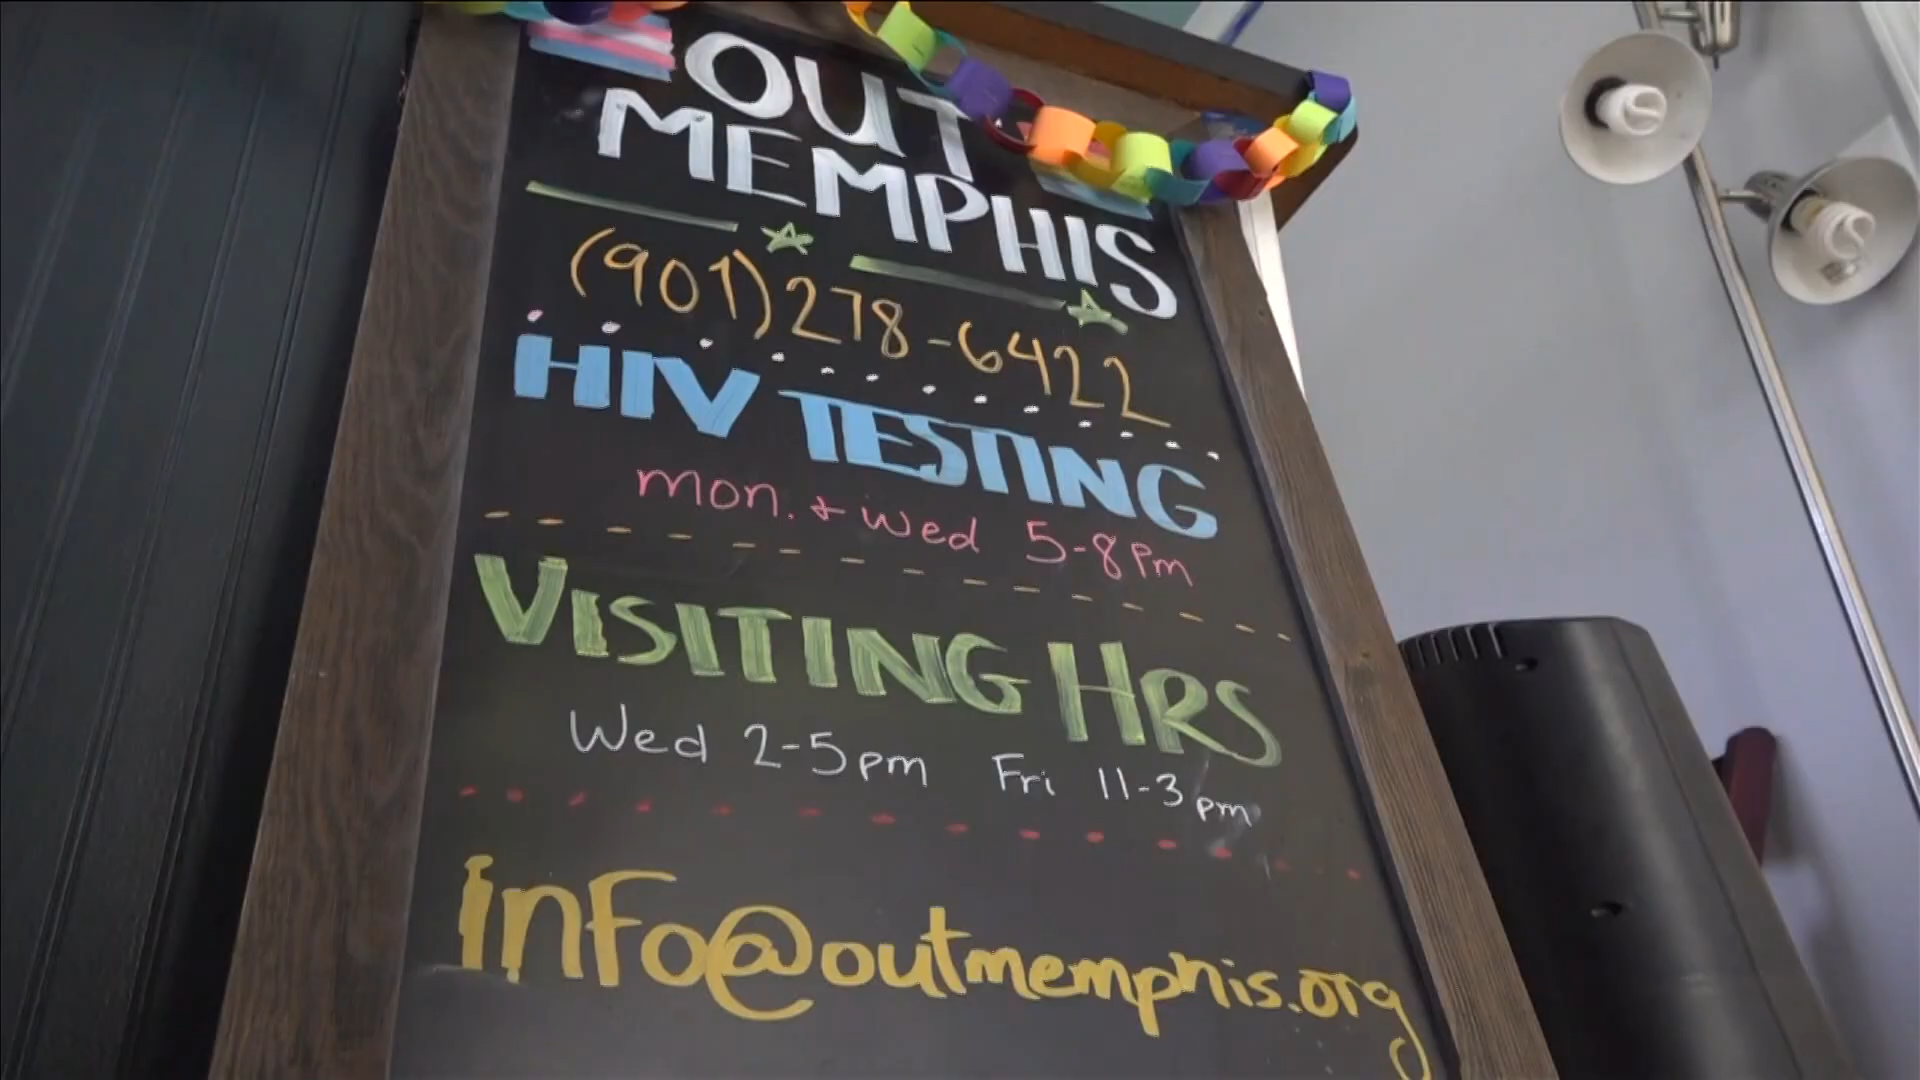 OUT
MEMPHIS
(901)278-6422
HIV TESTING
mon. + wed 5-8pm
VISITING HRS
Wed 2-5pm Fri 11-3pm
info@outmemphis.org